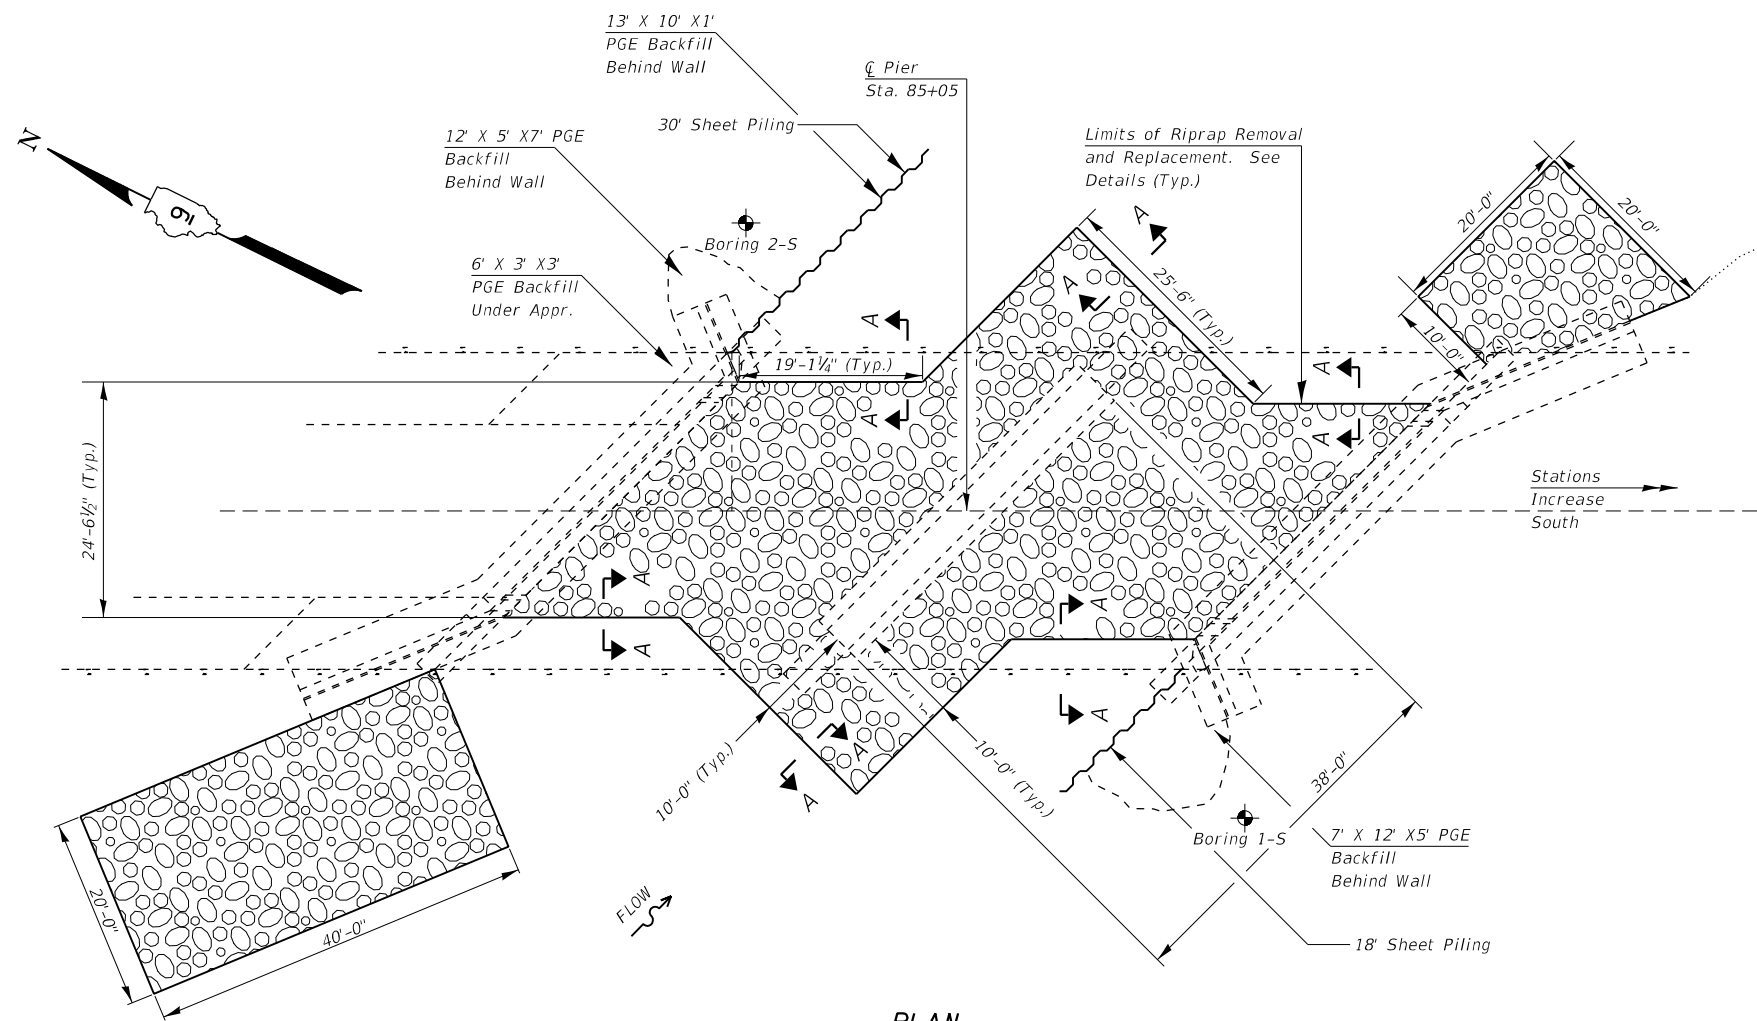 13' X 10' X1'
PGE Backfill
Behind Wall
℄ Pier
Sta. 85+05
30' Sheet Piling
12' X 5' X7' PGE
Backfill
Behind Wall
N
6
Limits of Riprap Removal
and Replacement. See
Details (Typ.)
20'-0"
20'-0"
Boring 2-S
A
A
25'-6" (Typ.)
6' X 3' X3'
PGE Backfill
Under Appr.
A
10'-0"
19'-1¼" (Typ.)
A
A
A
24'-6½" (Typ.)
Stations
Increase
South
A
A
A
A
A
A
10'-0" (Typ.)
10'-0" (Typ.)
38'-0"
Boring 1-S
7' X 12' X5' PGE
Backfill
Behind Wall
20'-0"
40'-0"
FLOW
18' Sheet Piling
PLAN